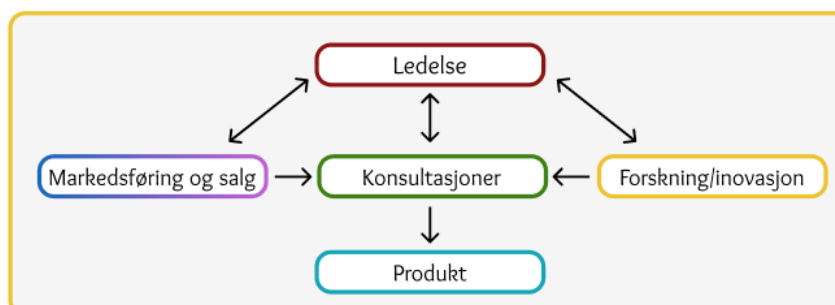 Ledelse
Markedsføring og salg
Konsultasjoner
Forskning/inovasjon
Produkt